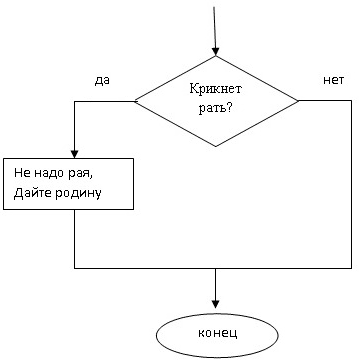 да
Крикнет
рать?
нет
Не надо рая,
Дайте родину
конец